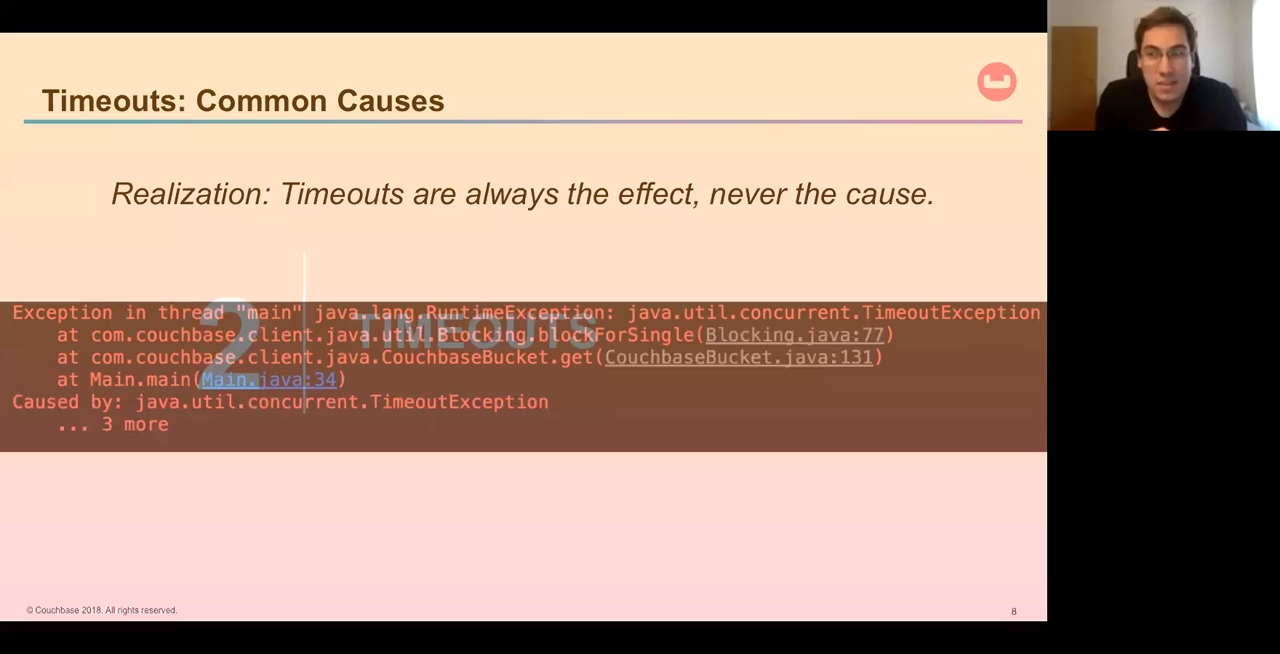 Timeouts: Common Causes
Realization: Timeouts are always the effect, never the cause.
2
TIMEOUTS
Exception in thread "main" java.lang.RuntimeException: java.util.concurrent.TimeoutException
at com.couchbase.client.java.util.Blocking.blockForSingle(Blocking.java:77)
at com.couchbase.client.java.CouchbaseBucket.get(CouchbaseBucket.java:131)
at Main.main(Main.java:34)
Caused by: java.util.concurrent.TimeoutException
... 3 more
© Couchbase 2018. All rights reserved.
8